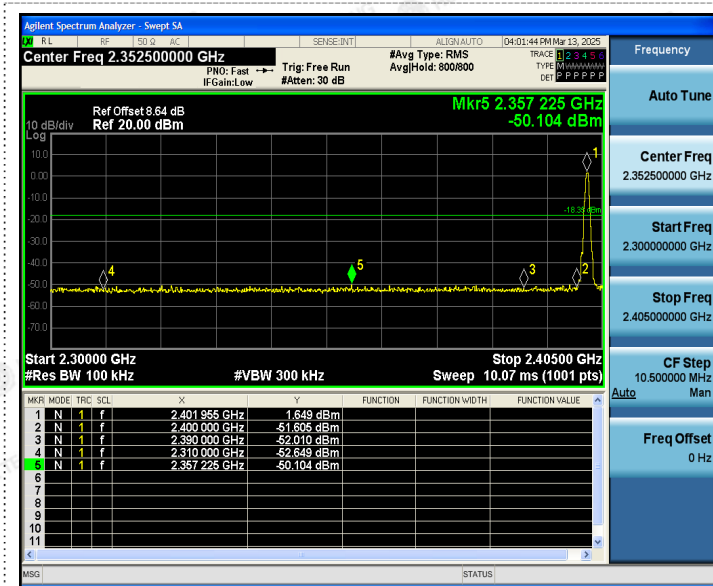 Agilent Spectrum Analyzer - Swept SA
RL RF 50 Ω AC SENSE:INT ALIGN AUTO 04:01:44 PM Mar 13, 2025
Center Freq 2.352500000 GHz
PNO: Fast
IFGain:Low
Trig: Free Run
#Atten: 30 dB
#Avg Type: RMS
Avg|Hold: 800/800
TRACE 1 2 3 4 5 6
TYPE M
DET P P P P P P
Mkr5 2.357 225 GHz
-50.104 dBm
10 dB/div
Log
Ref Offset 8.64 dB
Ref 20.00 dBm
10.0
0.00
-10.0
-20.0
-30.0
-40.0
-50.0
-60.0
-70.0
1
4
5
3
2
Start 2.30000 GHz
Stop 2.40500 GHz
#Res BW 100 kHz
#VBW 300 kHz
Sweep 10.07 ms (1001 pts)
MKR MODE TRC SCL X Y FUNCTION FUNCTION WIDTH FUNCTION VALUE
1 N 1 f 2.401 955 GHz 1.649 dBm
2 N 1 f 2.400 000 GHz -51.605 dBm
3 N 1 f 2.390 000 GHz -52.010 dBm
4 N 1 f 2.310 000 GHz -52.649 dBm
5 N 1 f 2.357 225 GHz -50.104 dBm
6
7
8
9
10
11
MSG
STATUS
Frequency
Auto Tune
Center Freq
2.352500000 GHz
Start Freq
2.300000000 GHz
Stop Freq
2.405000000 GHz
CF Step
10.500000 MHz
Auto Man
Freq Offset
0 Hz